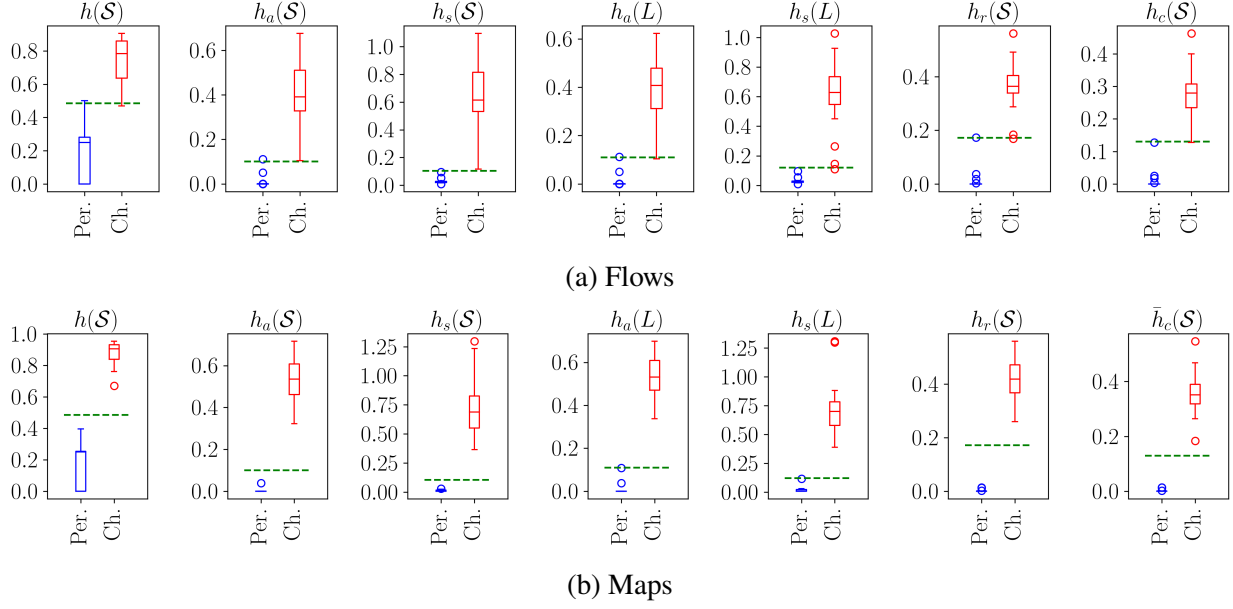 h(𝒮) h_a(𝒮) h_s(𝒮) h_a(L) h_s(L) h_r(𝒮) h_c(𝒮)
0.8 0.6 1.0 0.6 1.0 0.4 0.4
0.6 0.4 0.8 0.4 0.8 0.2 0.3
0.4 0.2 0.6 0.2 0.6 0.0 0.2
0.2 0.0 0.4 0.0 0.4 0.1
0.0 0.2 0.2 0.0
0.0 0.0
Per. Ch. Per. Ch. Per. Ch. Per. Ch. Per. Ch. Per. Ch. Per. Ch.
(a) Flows
h(𝒮) h_a(𝒮) h_s(𝒮) h_a(L) h_s(L) h_r(𝒮) h̄_c(𝒮)
1.0 0.6 1.25 0.6 1.25 0.4 0.4
0.8 0.4 1.00 0.4 1.00 0.2 0.2
0.6 0.2 0.75 0.2 0.75 0.0 0.0
0.4 0.0 0.50 0.0 0.50
0.2 0.25 0.25
0.0 0.00 0.00
Per. Ch. Per. Ch. Per. Ch. Per. Ch. Per. Ch. Per. Ch. Per. Ch.
(b) Maps